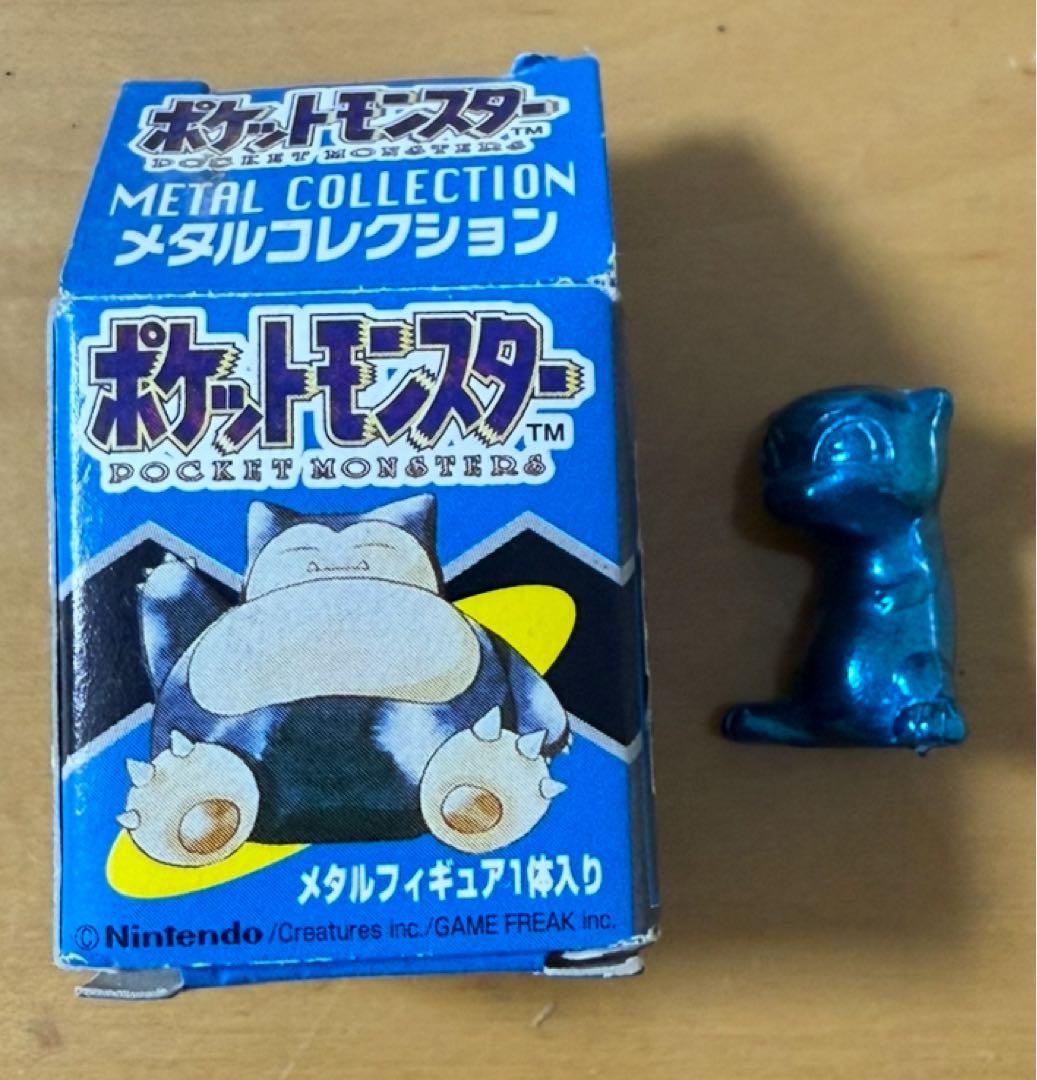 ポケットモンスター™
POCKET MONSTERS
METAL COLLECTION
メタルコレクション
ポケットモンスター™
POCKET MONSTERS
メタルフィギュア1体入り
©Nintendo/Creatures inc./GAME FREAK inc.